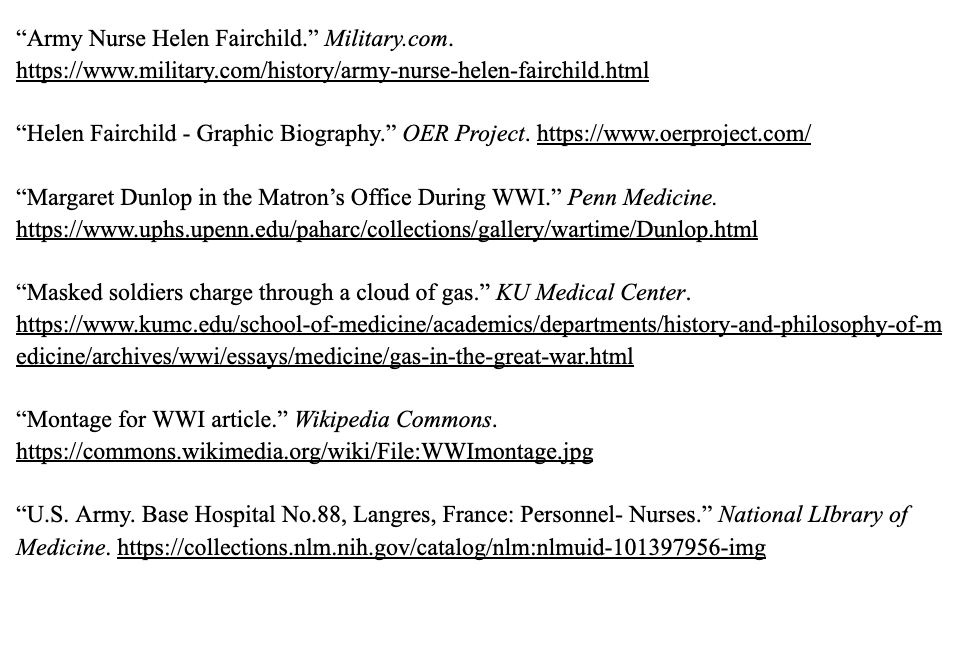 “Army Nurse Helen Fairchild.” Military.com.
https://www.military.com/history/army-nurse-helen-fairchild.html
“Helen Fairchild - Graphic Biography.” OER Project. https://www.oerproject.com/
“Margaret Dunlop in the Matron’s Office During WWI.” Penn Medicine.
https://www.uphs.upenn.edu/paharc/collections/gallery/wartime/Dunlop.html
“Masked soldiers charge through a cloud of gas.” KU Medical Center.
https://www.kumc.edu/school-of-medicine/academics/departments/history-and-philosophy-of-m
edicine/archives/wwi/essays/medicine/gas-in-the-great-war.html
“Montage for WWI article.” Wikipedia Commons.
https://commons.wikimedia.org/wiki/File:WWImontage.jpg
“U.S. Army. Base Hospital No.88, Langres, France: Personnel- Nurses.” National LIbrary of
Medicine. https://collections.nlm.nih.gov/catalog/nlm:nlmuid-101397956-img